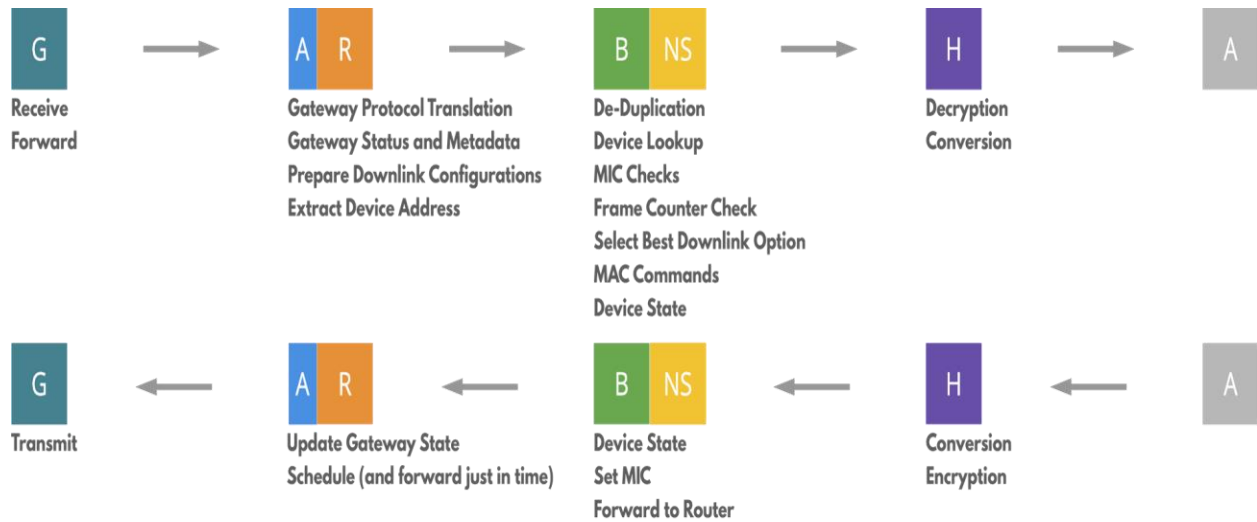 G
A R
B NS
H
A
Receive
Forward
Gateway Protocol Translation
Gateway Status and Metadata
Prepare Downlink Configurations
Extract Device Address
De-Duplication
Device Lookup
MIC Checks
Frame Counter Check
Select Best Downlink Option
MAC Commands
Device State
Decryption
Conversion
G
A R
B NS
H
A
Transmit
Update Gateway State
Schedule (and forward just in time)
Device State
Set MIC
Forward to Router
Conversion
Encryption